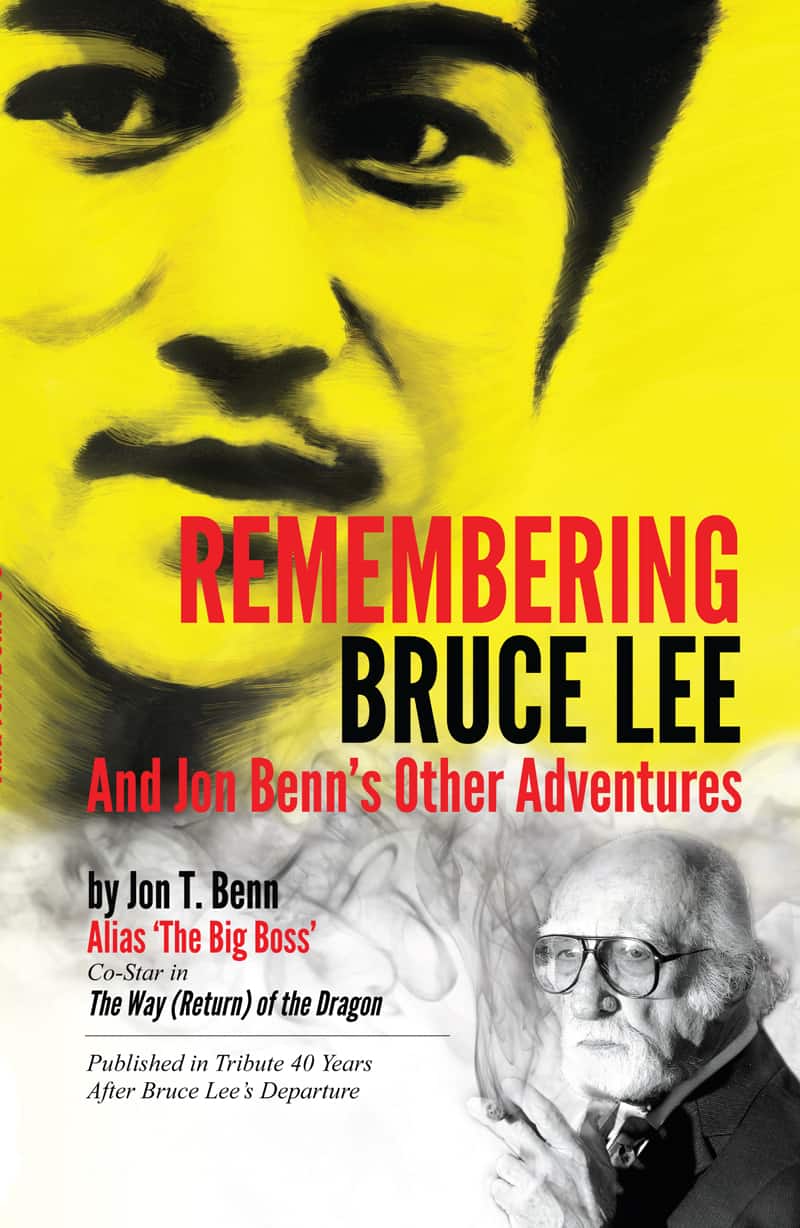 REMEMBERING
BRUCE LEE
And Jon Benn's Other Adventures
by Jon T. Benn
Alias 'The Big Boss'
Co-Star in
The Way (Return) of the Dragon
Published in Tribute 40 Years
After Bruce Lee's Departure